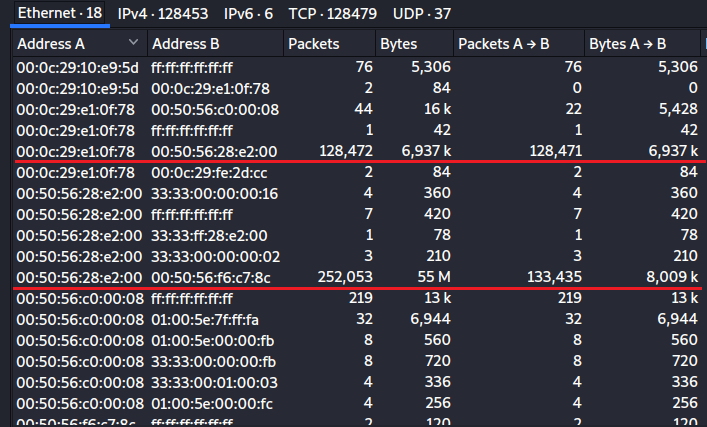 Ethernet · 18 IPv4 · 128453 IPv6 · 6 TCP · 128479 UDP · 37
Address A Address B Packets Bytes Packets A → B Bytes A → B
00:0c:29:10:e9:5d ff:ff:ff:ff:ff:ff 76 5,306 76 5,306
00:0c:29:10:e9:5d 00:0c:29:e1:0f:78 2 84 0 0
00:0c:29:e1:0f:78 00:50:56:c0:00:08 44 16 k 22 5,428
00:0c:29:e1:0f:78 ff:ff:ff:ff:ff:ff 1 42 1 42
00:0c:29:e1:0f:78 00:50:56:28:e2:00 128,472 6,937 k 128,471 6,937 k
00:0c:29:e1:0f:78 00:0c:29:fe:2d:cc 2 84 2 84
00:50:56:28:e2:00 33:33:00:00:00:16 4 360 4 360
00:50:56:28:e2:00 ff:ff:ff:ff:ff:ff 7 420 7 420
00:50:56:28:e2:00 33:33:ff:28:e2:00 1 78 1 78
00:50:56:28:e2:00 33:33:00:00:00:02 3 210 3 210
00:50:56:28:e2:00 00:50:56:f6:c7:8c 252,053 55 M 133,435 8,009 k
00:50:56:c0:00:08 ff:ff:ff:ff:ff:ff 219 13 k 219 13 k
00:50:56:c0:00:08 01:00:5e:7f:ff:fa 32 6,944 32 6,944
00:50:56:c0:00:08 01:00:5e:00:00:fb 8 560 8 560
00:50:56:c0:00:08 33:33:00:00:00:fb 8 720 8 720
00:50:56:c0:00:08 33:33:00:01:00:03 4 336 4 336
00:50:56:c0:00:08 01:00:5e:00:00:fc 4 256 4 256
00:50:56:f6:c7:8c ff:ff:ff:ff:ff:ff 2 120 2 120